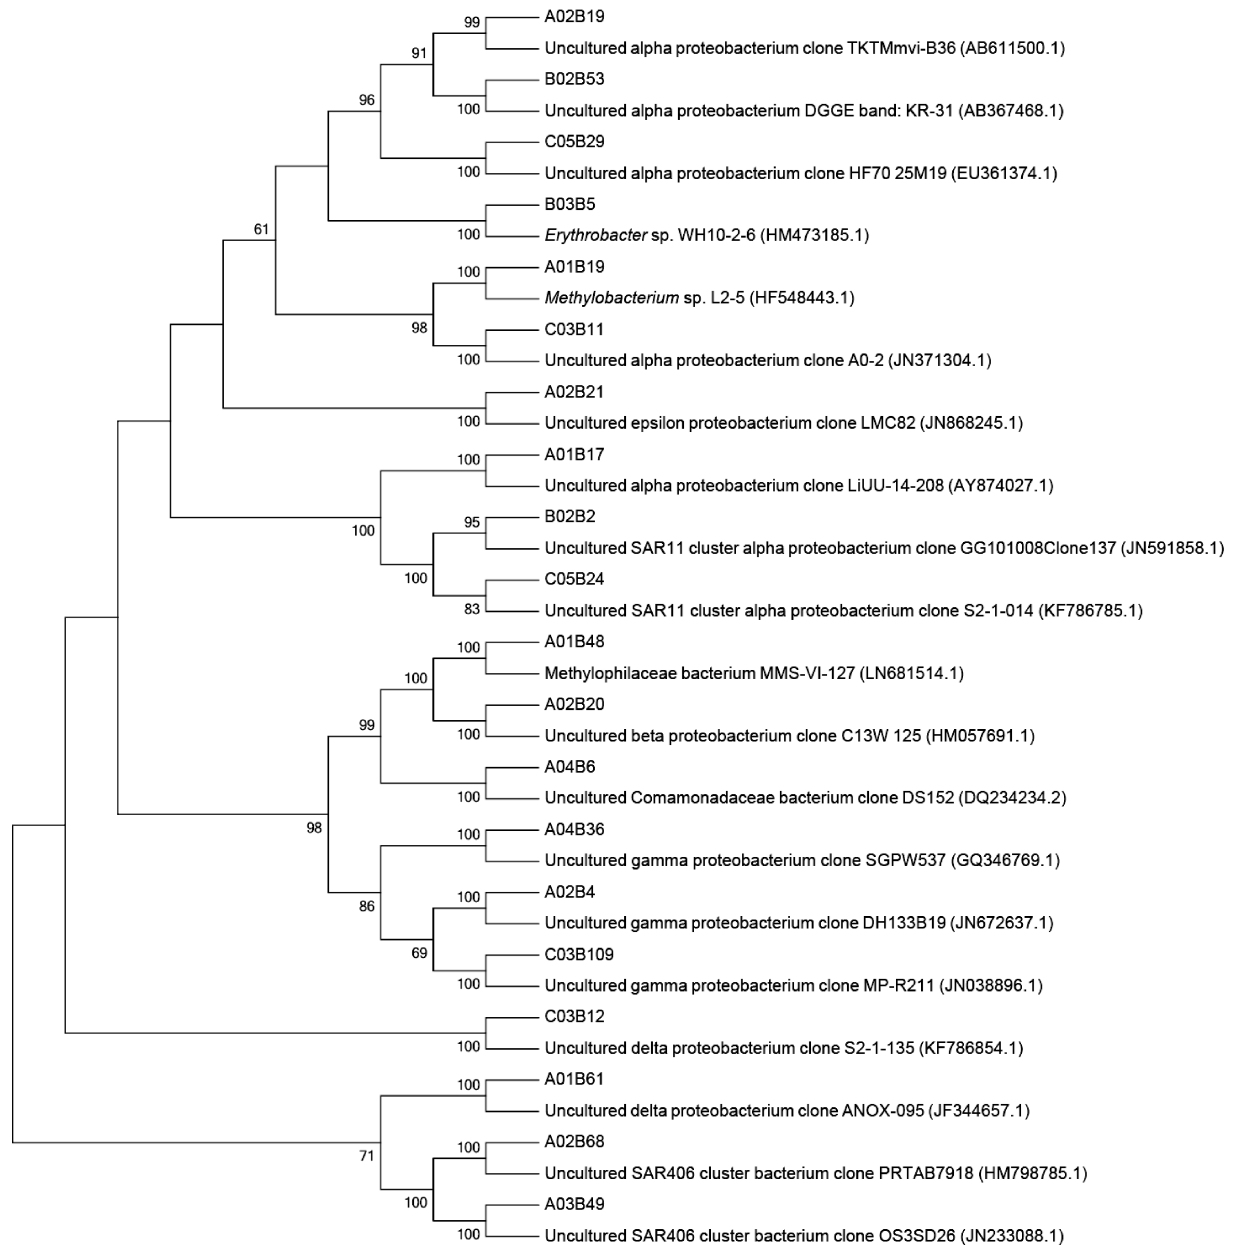 A02B19
99
Uncultured alpha proteobacterium clone TKTMmvi-B36 (AB611500.1)
91
B02B53
96
100
Uncultured alpha proteobacterium DGGE band: KR-31 (AB367468.1)
C05B29
100
Uncultured alpha proteobacterium clone HF70 25M19 (EU361374.1)
B03B5
61
100
Erythrobacter sp. WH10-2-6 (HM473185.1)
A01B19
100
Methylobacterium sp. L2-5 (HF548443.1)
98
C03B11
100
Uncultured alpha proteobacterium clone A0-2 (JN371304.1)
A02B21
100
Uncultured epsilon proteobacterium clone LMC82 (JN868245.1)
A01B17
100
Uncultured alpha proteobacterium clone LiUU-14-208 (AY874027.1)
100
B02B2
95
Uncultured SAR11 cluster alpha proteobacterium clone GG101008Clone137 (JN591858.1)
100
C05B24
83
Uncultured SAR11 cluster alpha proteobacterium clone S2-1-014 (KF786785.1)
A01B48
100
Methylophilaceae bacterium MMS-VI-127 (LN681514.1)
100
A02B20
99
100
Uncultured beta proteobacterium clone C13W 125 (HM057691.1)
A04B6
100
Uncultured Comamonadaceae bacterium clone DS152 (DQ234234.2)
98
A04B36
100
Uncultured gamma proteobacterium clone SGPW537 (GQ346769.1)
86
A02B4
100
Uncultured gamma proteobacterium clone DH133B19 (JN672637.1)
69
C03B109
100
Uncultured gamma proteobacterium clone MP-R211 (JN038896.1)
C03B12
100
Uncultured delta proteobacterium clone S2-1-135 (KF786854.1)
A01B61
100
Uncultured delta proteobacterium clone ANOX-095 (JF344657.1)
71
A02B68
100
Uncultured SAR406 cluster bacterium clone PRTAB7918 (HM798785.1)
100
A03B49
100
Uncultured SAR406 cluster bacterium clone OS3SD26 (JN233088.1)